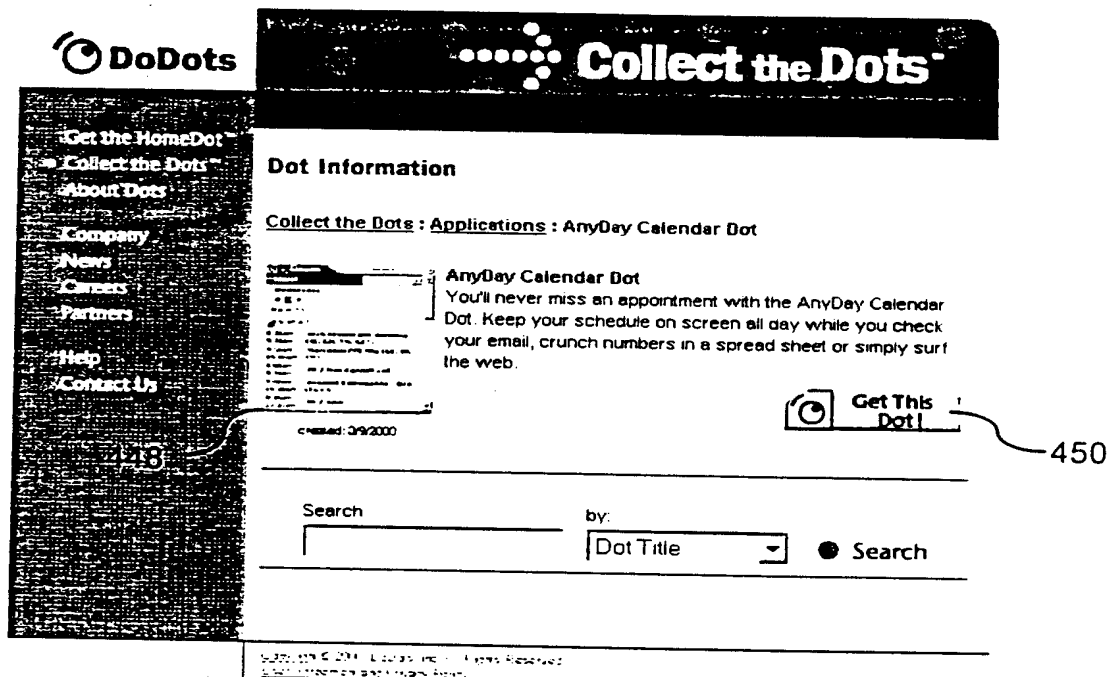 DoDots
Collect the Dots™
Get the HomeDot™
Collect the Dots™
About Dots
Company
News
Careers
Partners
Help
Contact Us
Dot Information
Collect the Dots : Applications : AnyDay Calendar Dot
AnyDay Calendar Dot
You'll never miss an appointment with the AnyDay Calendar
Dot. Keep your schedule on screen all day while you check
your email, crunch numbers in a spread sheet or simply surf
the web.
created: 3/9/2000
Get This
Dot!
448
450
Search
by:
Dot Title
Search